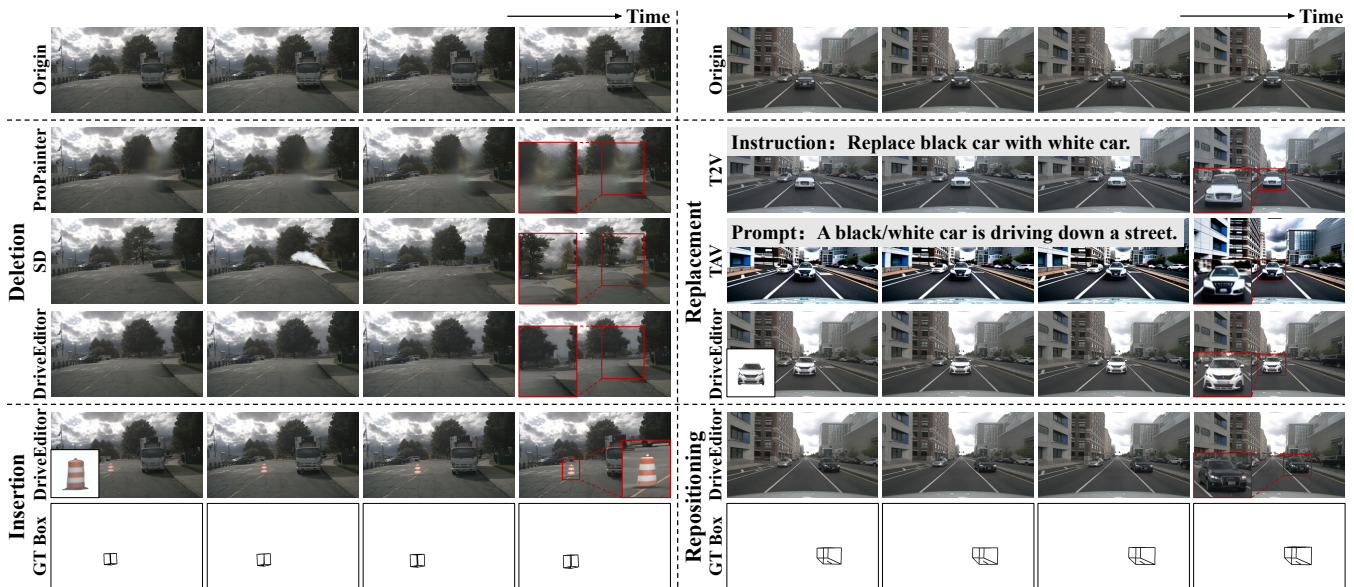 Time
Origin
Deletion
ProPainter
SD
DriveEditor
Insertion
DriveEditor
GT Box
Time
Origin
Replacement
T2V
Instruction: Replace black car with white car.
TAV
Prompt: A black/white car is driving down a street.
DriveEditor
Repositioning
DriveEditor
GT Box